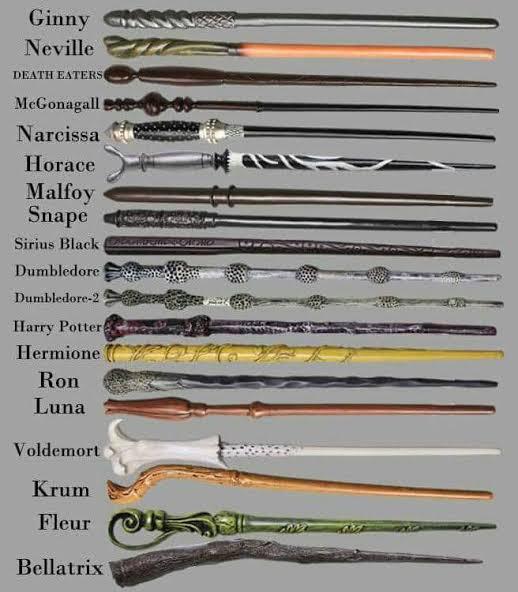 Ginny
Neville
DEATH EATERS
McGonagall
Narcissa
Horace
Malfoy
Snape
Sirius Black
Dumbledore
Dumbledore-2
Harry Potter
Hermione
Ron
Luna
Voldemort
Krum
Fleur
Bellatrix